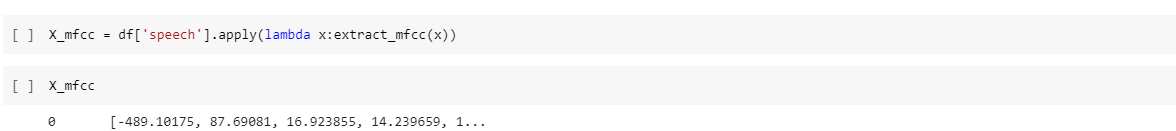 [ ] X_mfcc = df['speech'].apply(lambda x:extract_mfcc(x))
[ ] X_mfcc
0 [-489.10175, 87.69081, 16.923855, 14.239659, 1...